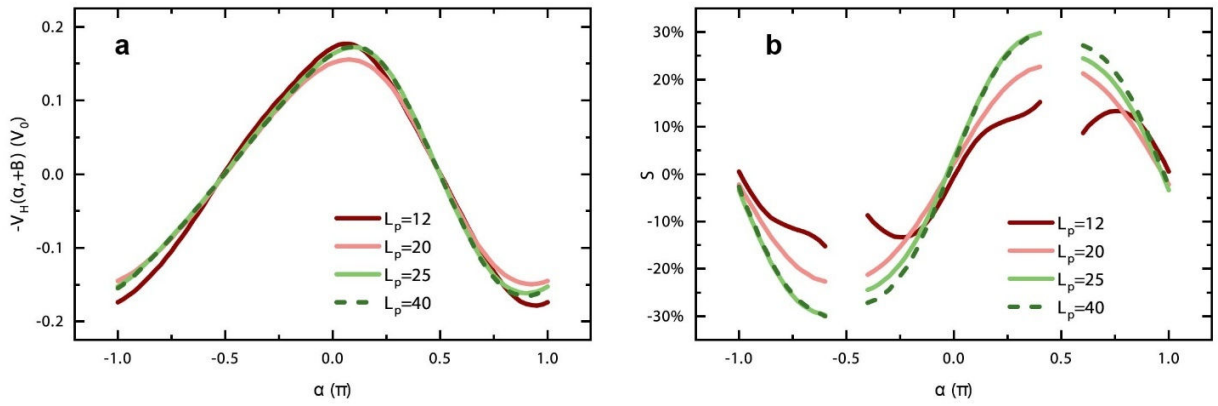 a
-V_H(α,+B) (V_0)
0.2
0.1
0.0
-0.1
-0.2
L_p=12
L_p=20
L_p=25
L_p=40
-1.0 -0.5 0.0 0.5 1.0
α (π)
b
S
30%
20%
10%
0%
-10%
-20%
-30%
L_p=12
L_p=20
L_p=25
L_p=40
-1.0 -0.5 0.0 0.5 1.0
α (π)